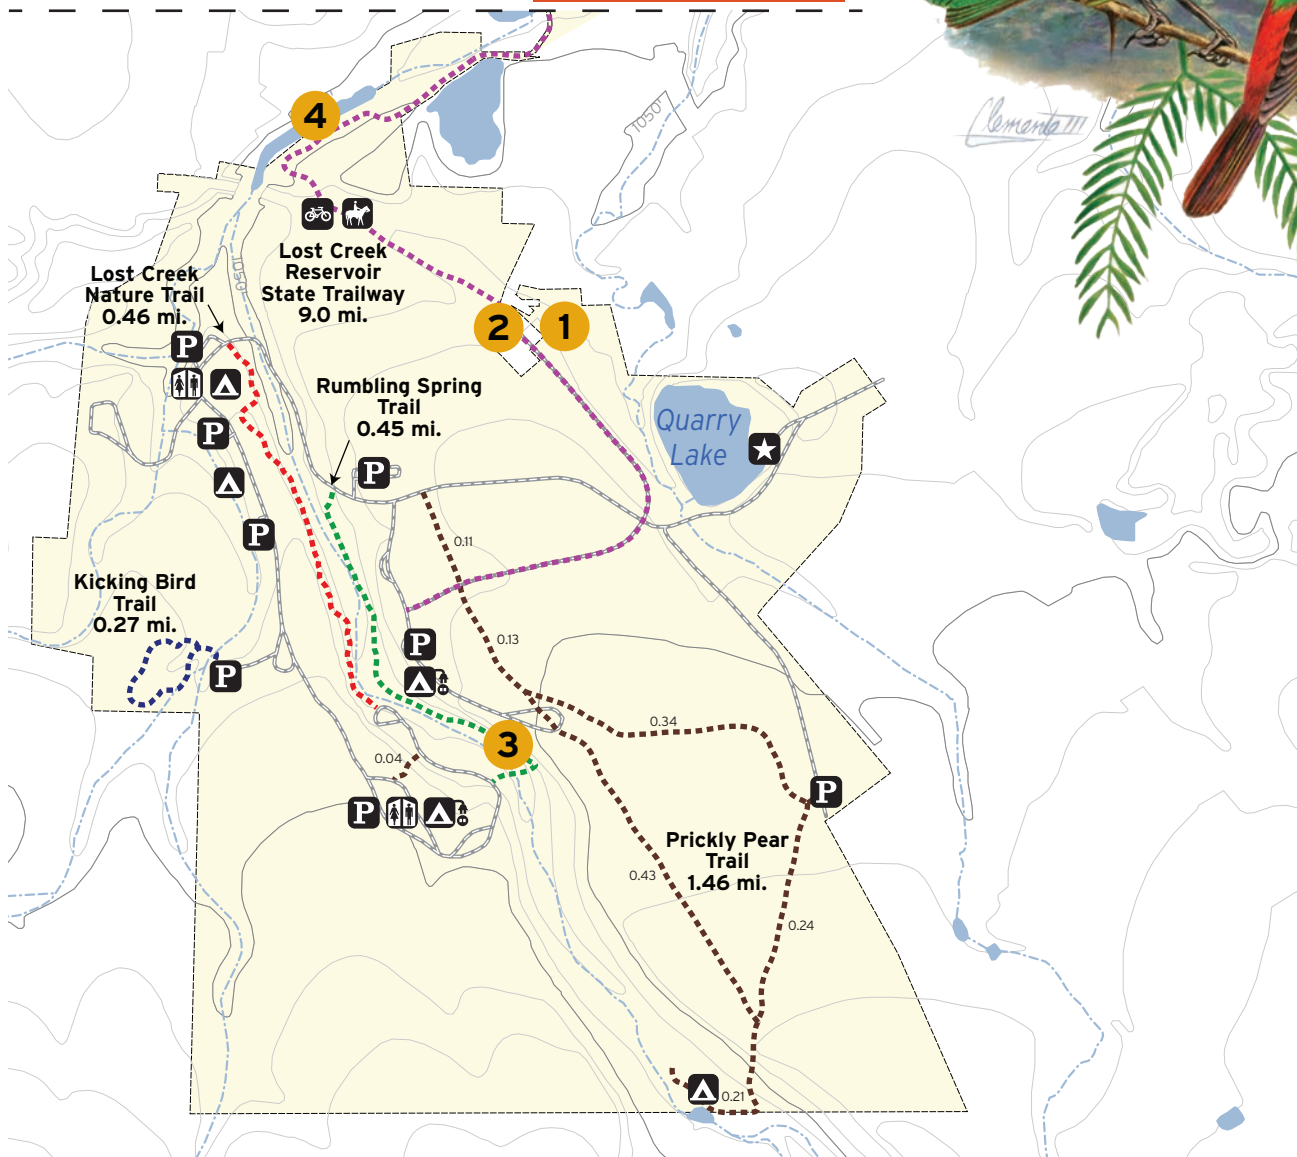 4
1050'
Clemente III
1050'
Lost Creek
Reservoir
State Trailway
9.0 mi.
Lost Creek
Nature Trail
0.46 mi.
2
1
P
Rumbling Spring
Trail
0.45 mi.
Quarry
Lake
P
P
P
0.11
Kicking Bird
Trail
0.27 mi.
0.13
P
P
0.34
3
0.04
P
P
Prickly Pear
Trail
1.46 mi.
0.43
0.24
0.21